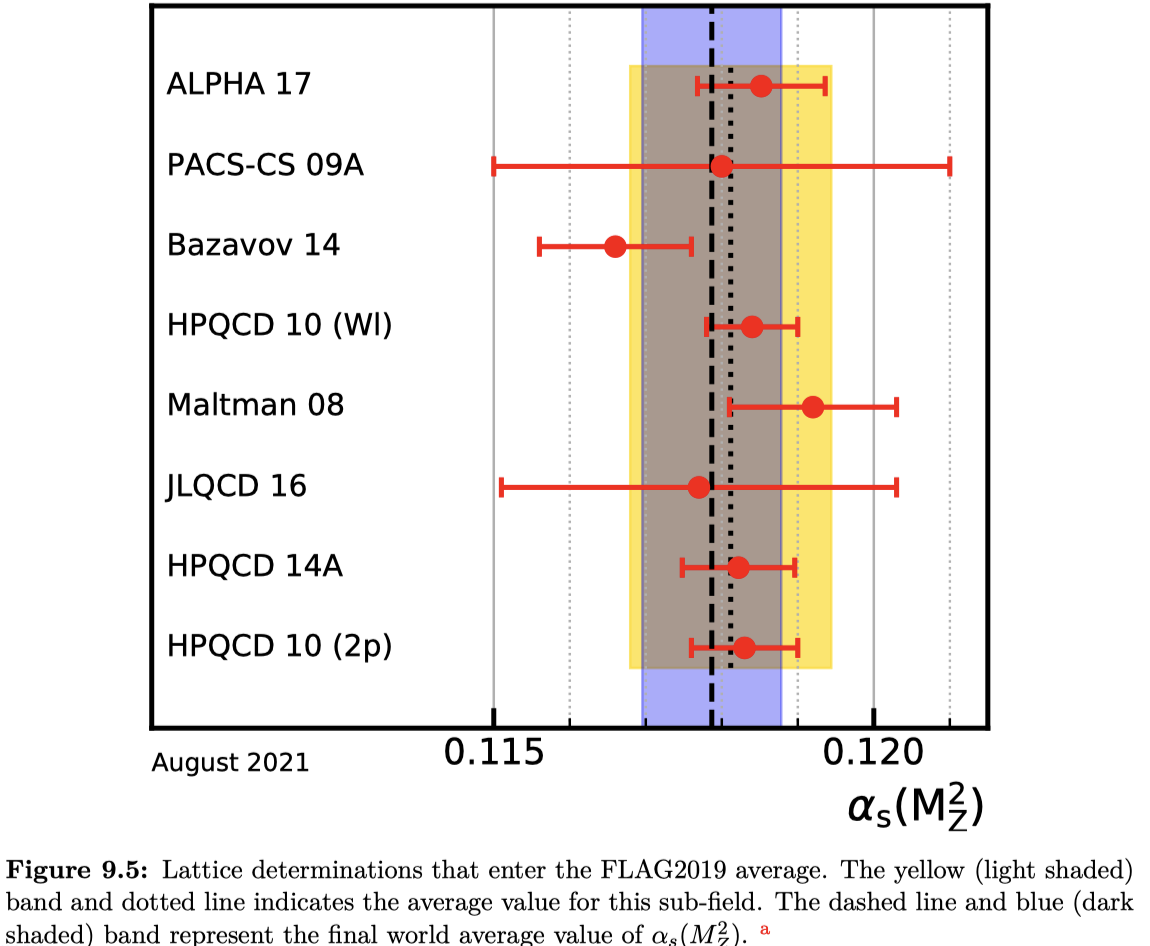 ALPHA 17
PACS-CS 09A
Bazavov 14
HPQCD 10 (Wl)
Maltman 08
JLQCD 16
HPQCD 14A
HPQCD 10 (2p)
0.115 0.120
August 2021
αs(M²Z)
Figure 9.5: Lattice determinations that enter the FLAG2019 average. The yellow (light shaded)
band and dotted line indicates the average value for this sub-field. The dashed line and blue (dark
shaded) band represent the final world average value of αs(M²Z). a